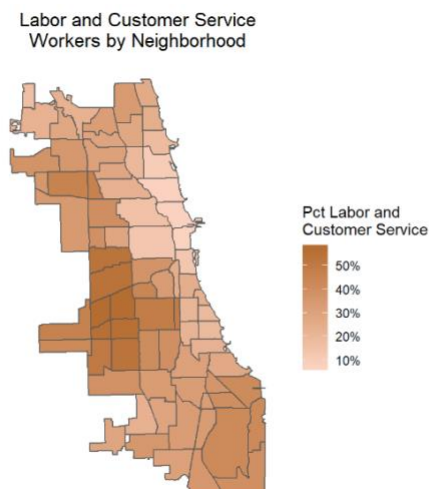 Labor and Customer Service
Workers by Neighborhood
Pct Labor and
Customer Service
50%
40%
30%
20%
10%